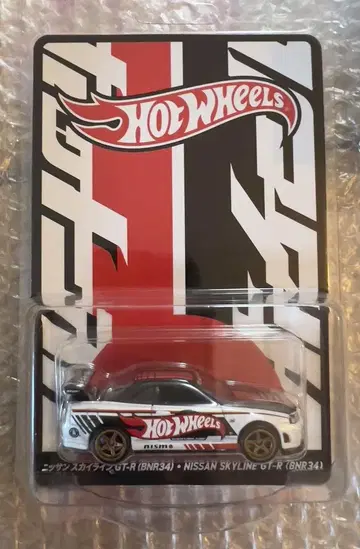 HOT WHEELS
HOT WHEELS
nismo
ニッサン スカイライン GT-R (BNR34) • NISSAN SKYLINE GT-R (BNR34)